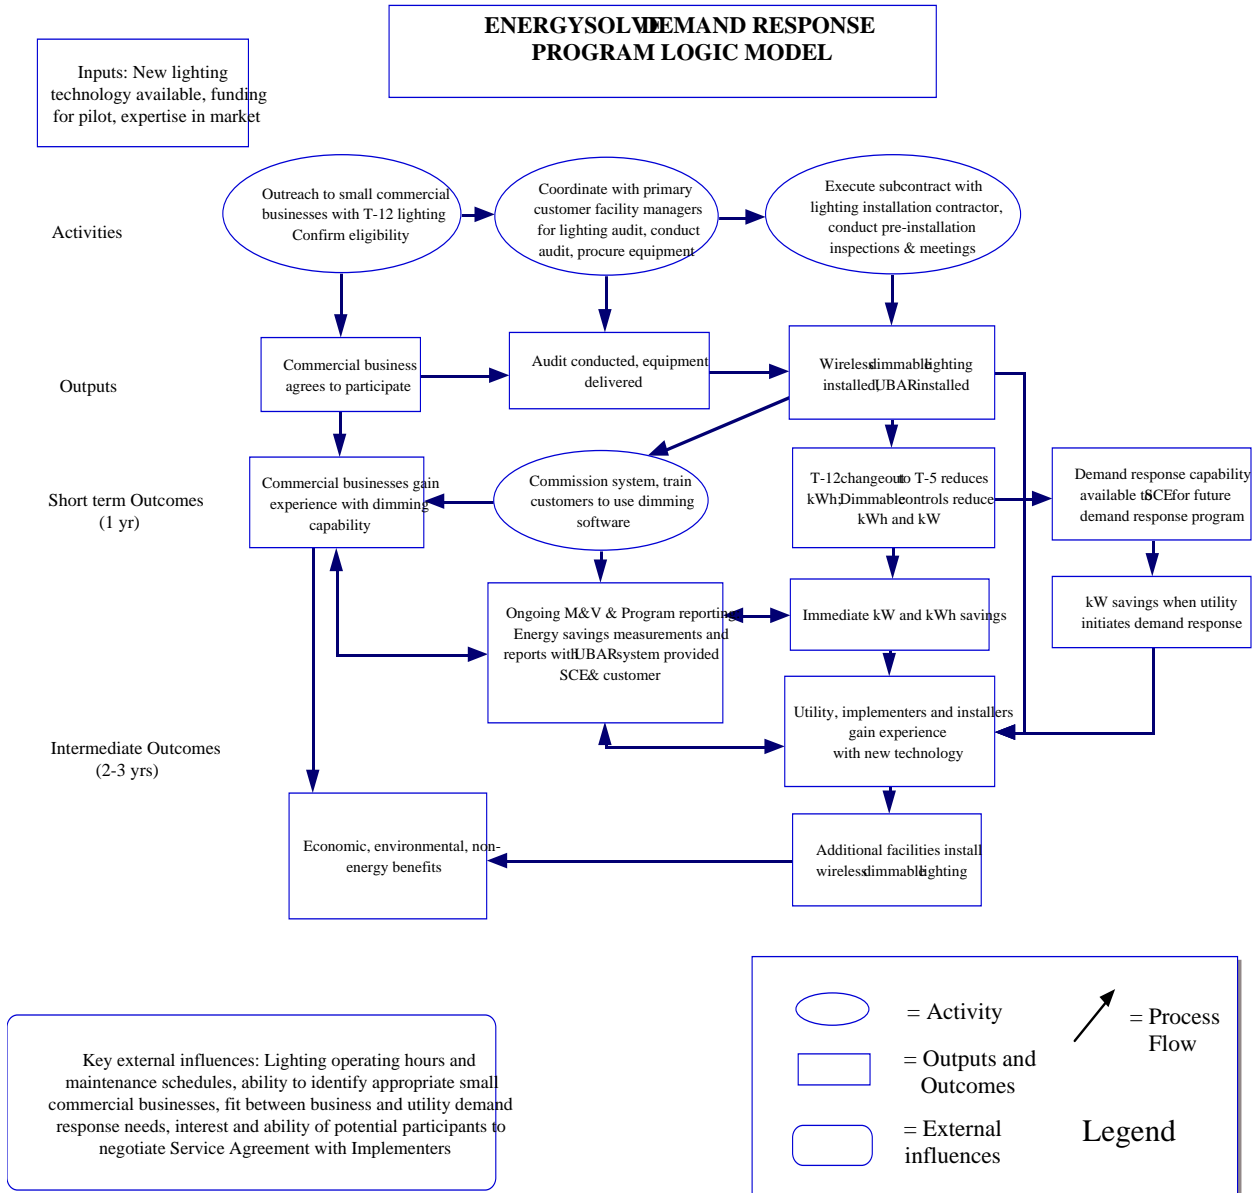 ENERGYSOLVE DEMAND RESPONSE
PROGRAM LOGIC MODEL
Inputs: New lighting
technology available, funding
for pilot, expertise in market
Activities
Outreach to small commercial
businesses with T-12 lighting
Confirm eligibility
Coordinate with primary
customer facility managers
for lighting audit, conduct
audit, procure equipment
Execute subcontract with
lighting installation contractor,
conduct pre-installation
inspections & meetings
Outputs
Commercial business
agrees to participate
Audit conducted, equipment
delivered
Wireless dimmable lighting
installed, UBAR installed
Short term Outcomes
(1 yr)
Commercial businesses gain
experience with dimming
capability
Commission system, train
customers to use dimming
software
T-12 changeout to T-5 reduces
kWh; Dimmable controls reduce
kWh and kW
Demand response capability
available to SCE for future
demand response program
Ongoing M&V & Program reporting
Energy savings measurements and
reports with UBAR system provided
SCE & customer
Immediate kW and kWh savings
kW savings when utility
initiates demand response
Intermediate Outcomes
(2-3 yrs)
Utility, implementers and installers
gain experience
with new technology
Economic, environmental, non-
energy benefits
Additional facilities install
wireless dimmable lighting
Key external influences: Lighting operating hours and
maintenance schedules, ability to identify appropriate small
commercial businesses, fit between business and utility demand
response needs, interest and ability of potential participants to
negotiate Service Agreement with Implementers
= Activity
= Process
Flow
= Outputs and
Outcomes
= External
influences
Legend